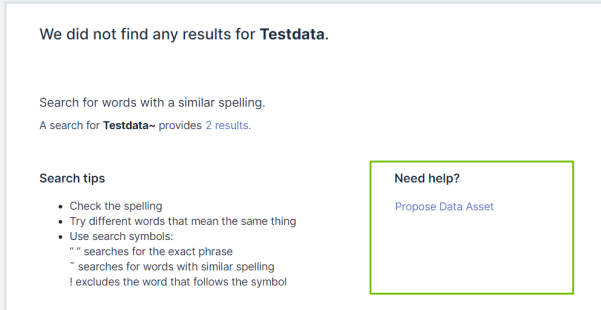 We did not find any results for Testdata.
Search for words with a similar spelling.
A search for Testdata~ provides 2 results.
Search tips
• Check the spelling
• Try different words that mean the same thing
• Use search symbols:
“ ” searches for the exact phrase
~ searches for words with similar spelling
! excludes the word that follows the symbol
Need help?
Propose Data Asset